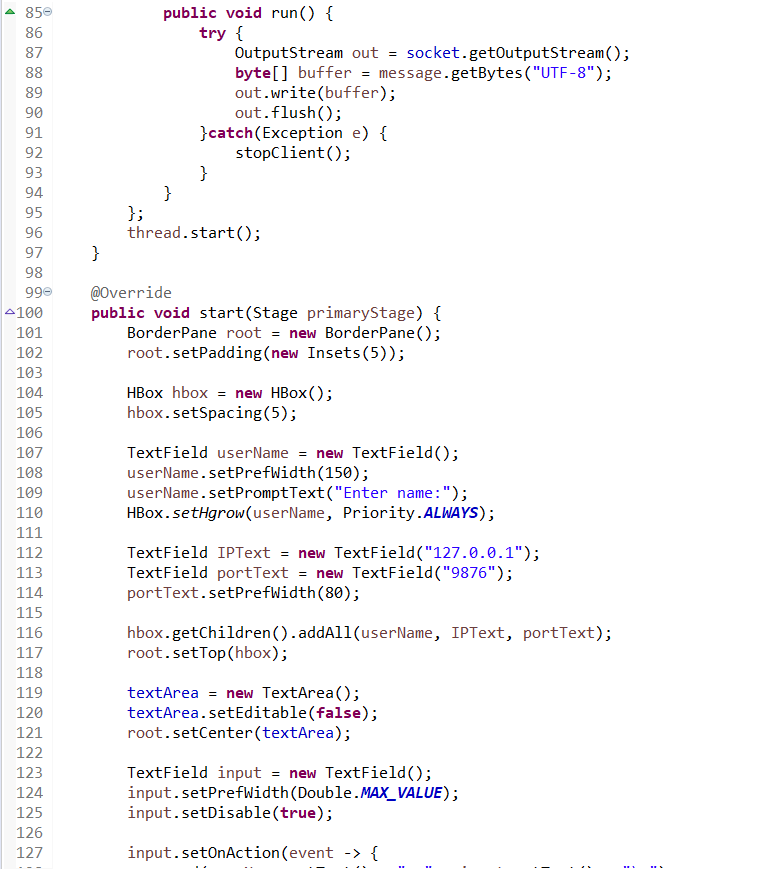 85 public void run() {
86 try {
87 OutputStream out = socket.getOutputStream();
88 byte[] buffer = message.getBytes("UTF-8");
89 out.write(buffer);
90 out.flush();
91 }catch(Exception e) {
92 stopClient();
93 }
94 }
95 };
96 thread.start();
97 }
98
99 @Override
100 public void start(Stage primaryStage) {
101 BorderPane root = new BorderPane();
102 root.setPadding(new Insets(5));
103
104 HBox hbox = new HBox();
105 hbox.setSpacing(5);
106
107 TextField userName = new TextField();
108 userName.setPrefWidth(150);
109 userName.setPromptText("Enter name:");
110 HBox.setHgrow(userName, Priority.ALWAYS);
111
112 TextField IPText = new TextField("127.0.0.1");
113 TextField portText = new TextField("9876");
114 portText.setPrefWidth(80);
115
116 hbox.getChildren().addAll(userName, IPText, portText);
117 root.setTop(hbox);
118
119 textArea = new TextArea();
120 textArea.setEditable(false);
121 root.setCenter(textArea);
122
123 TextField input = new TextField();
124 input.setPrefWidth(Double.MAX_VALUE);
125 input.setDisable(true);
126
127 input.setOnAction(event -> {